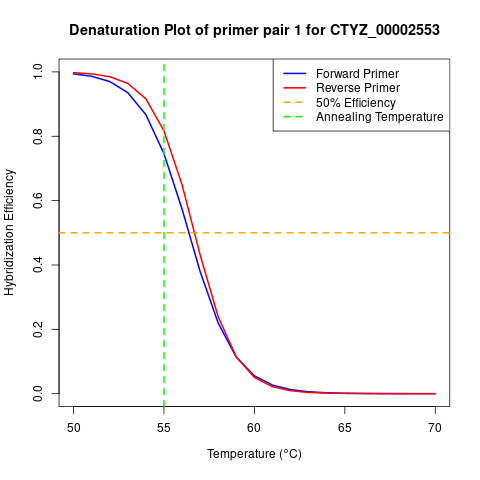 Denaturation Plot of primer pair 1 for CTYZ_00002553
Forward Primer
Reverse Primer
50% Efficiency
Annealing Temperature
Hybridization Efficiency
1.0
0.8
0.6
0.4
0.2
0.0
50 55 60 65 70
Temperature (°C)